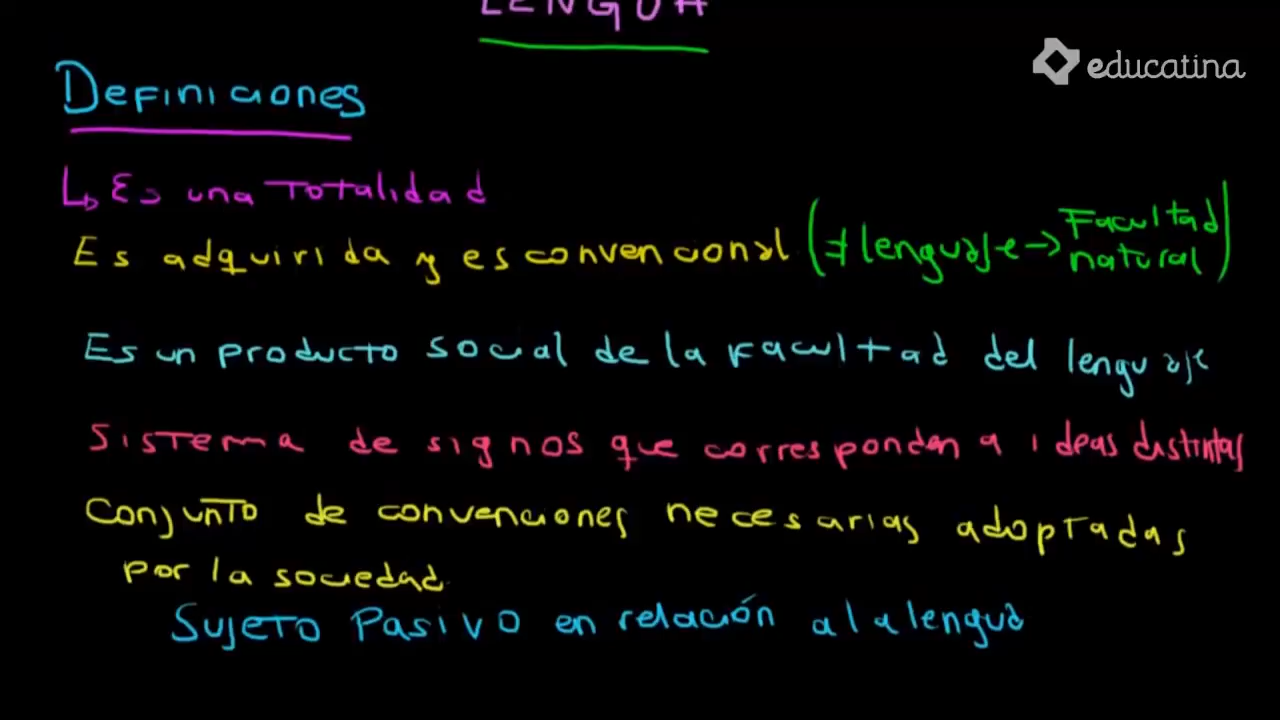 LENGUA
educatina
Definiciones
↳ Es una Totalidad
Es adquirida y es convencional (≠ lenguaje → Facultad natural)
Es un producto social de la facultad del lenguaje
Sistema de signos que corresponden a ideas distintas
Conjunto de convenciones necesarias adoptadas
por la sociedad
Sujeto Pasivo en relación a la lengua